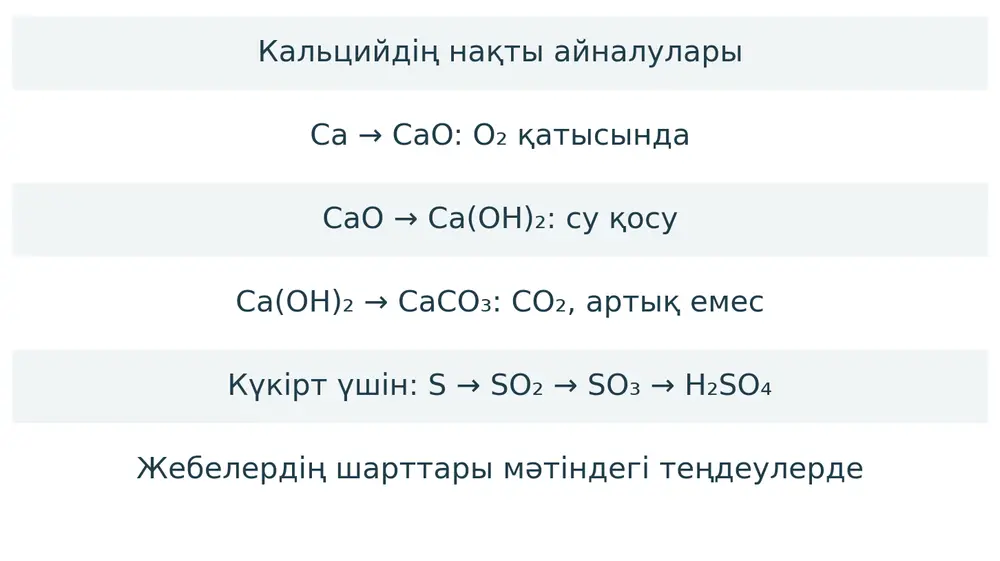 Кальцийдің нақты айналулары
Ca → CaO: O₂ қатысында
CaO → Ca(OH)₂: су қосу
Ca(OH)₂ → CaCO₃: CO₂, артық емес
Күкірт үшін: S → SO₂ → SO₃ → H₂SO₄
Жебелердің шарттары мәтіндегі теңдеулерде